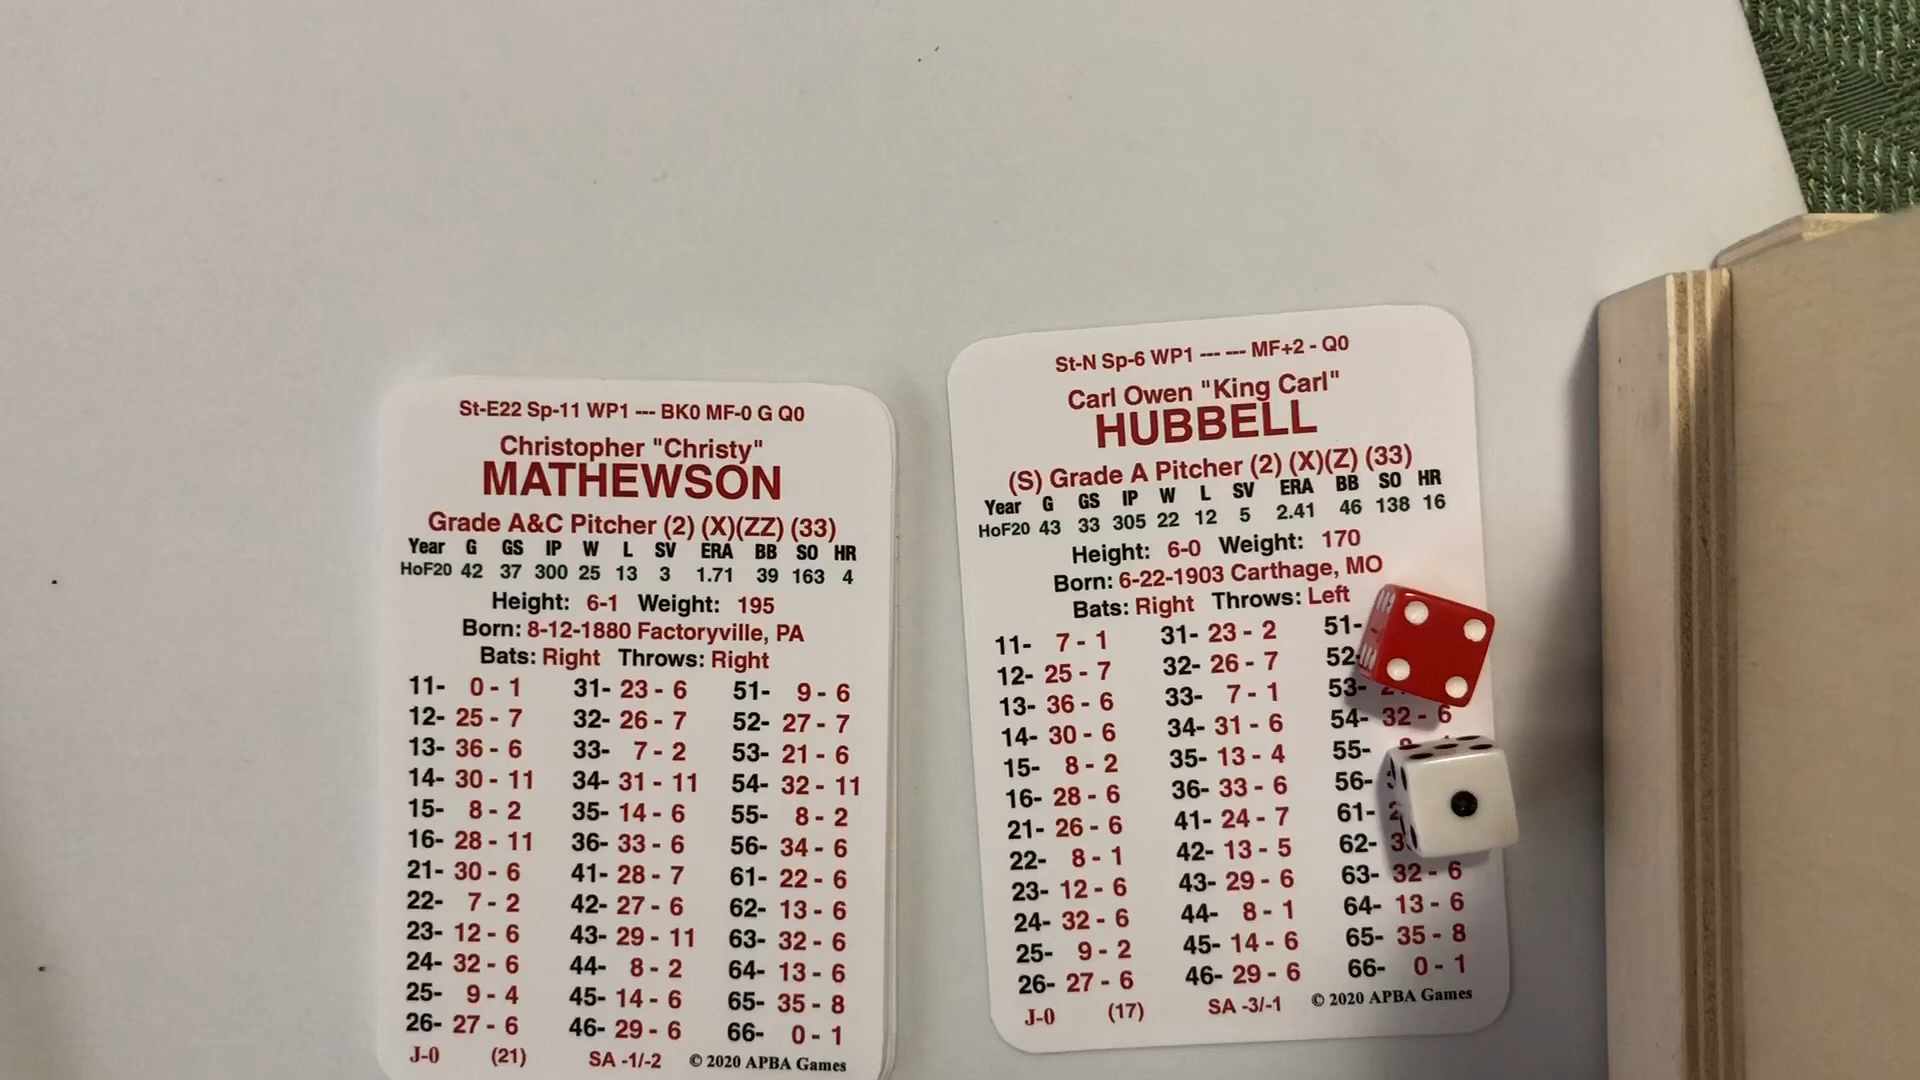 St-E22 Sp-11 WP1 --- BK0 MF-0 G Q0
Christopher "Christy"
MATHEWSON
Grade A&C Pitcher (2) (X)(ZZ) (33)
Year G GS IP W L SV ERA BB SO HR
HoF20 42 37 300 25 13 3 1.71 39 163 4
Height: 6-1 Weight: 195
Born: 8-12-1880 Factoryville, PA
Bats: Right Throws: Right
11- 0 - 1 31- 23 - 6 51- 9 - 6
12- 25 - 7 32- 26 - 7 52- 27 - 7
13- 36 - 6 33- 7 - 2 53- 21 - 6
14- 30 - 11 34- 31 - 11 54- 32 - 11
15- 8 - 2 35- 14 - 6 55- 8 - 2
16- 28 - 11 36- 33 - 6 56- 34 - 6
21- 30 - 6 41- 28 - 7 61- 22 - 6
22- 7 - 2 42- 27 - 6 62- 13 - 6
23- 12 - 6 43- 29 - 11 63- 32 - 6
24- 32 - 6 44- 8 - 2 64- 13 - 6
25- 9 - 4 45- 14 - 6 65- 35 - 8
26- 27 - 6 46- 29 - 6 66- 0 - 1
J-0 (21) SA -1/-2 © 2020 APBA Games
St-N Sp-6 WP1 --- --- MF+2 - Q0
Carl Owen "King Carl"
HUBBELL
(S) Grade A Pitcher (2) (X)(Z) (33)
Year G GS IP W L SV ERA BB SO HR
HoF20 43 33 305 22 12 5 2.41 46 138 16
Height: 6-0 Weight: 170
Born: 6-22-1903 Carthage, MO
Bats: Right Throws: Left
11- 7 - 1 31- 23 - 2 51-
12- 25 - 7 32- 26 - 7 52-
13- 36 - 6 33- 7 - 1 53-
14- 30 - 6 34- 31 - 6 54- 32 - 6
15- 8 - 2 35- 13 - 4 55-
16- 28 - 6 36- 33 - 6 56-
21- 26 - 6 41- 24 - 7 61-
22- 8 - 1 42- 13 - 5 62-
23- 12 - 6 43- 29 - 6 63- 32 - 6
24- 32 - 6 44- 8 - 1 64- 13 - 6
25- 9 - 2 45- 14 - 6 65- 35 - 8
26- 27 - 6 46- 29 - 6 66- 0 - 1
J-0 (17) SA -3/-1 © 2020 APBA Games